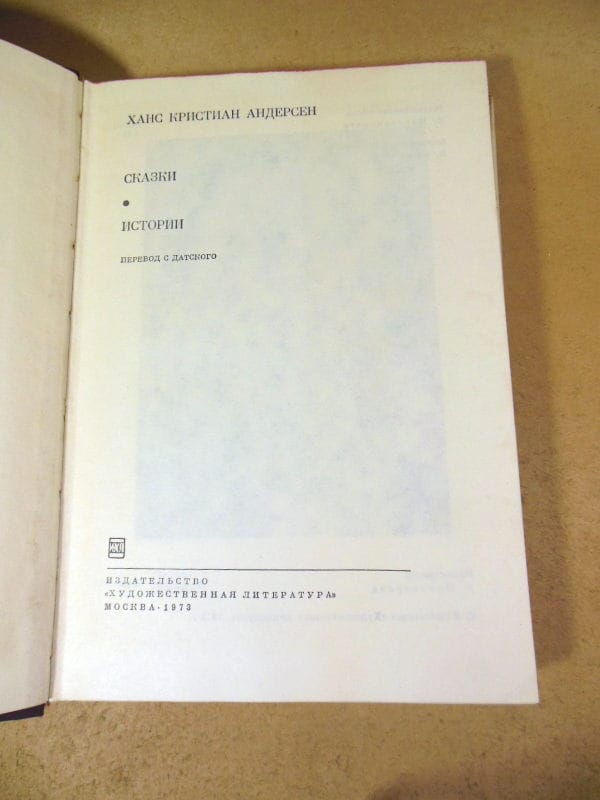 ХАНС КРИСТИАН АНДЕРСЕН
СКАЗКИ
•
ИСТОРИИ
ПЕРЕВОД С ДАТСКОГО
ИЗДАТЕЛЬСТВО
«ХУДОЖЕСТВЕННАЯ ЛИТЕРАТУРА»
МОСКВА · 1973